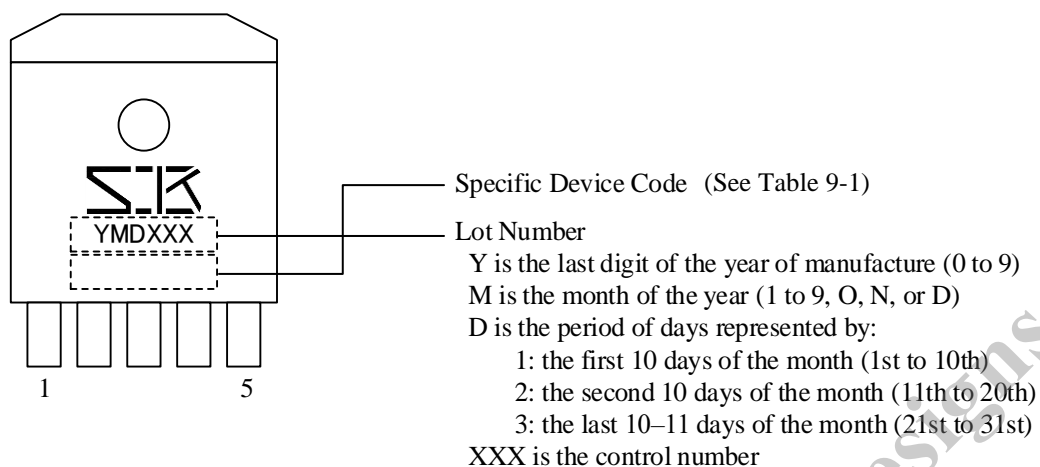 SK
YMDXXX
1 5
Specific Device Code (See Table 9-1)
Lot Number
Y is the last digit of the year of manufacture (0 to 9)
M is the month of the year (1 to 9, O, N, or D)
D is the period of days represented by:
1: the first 10 days of the month (1st to 10th)
2: the second 10 days of the month (11th to 20th)
3: the last 10–11 days of the month (21st to 31st)
XXX is the control number